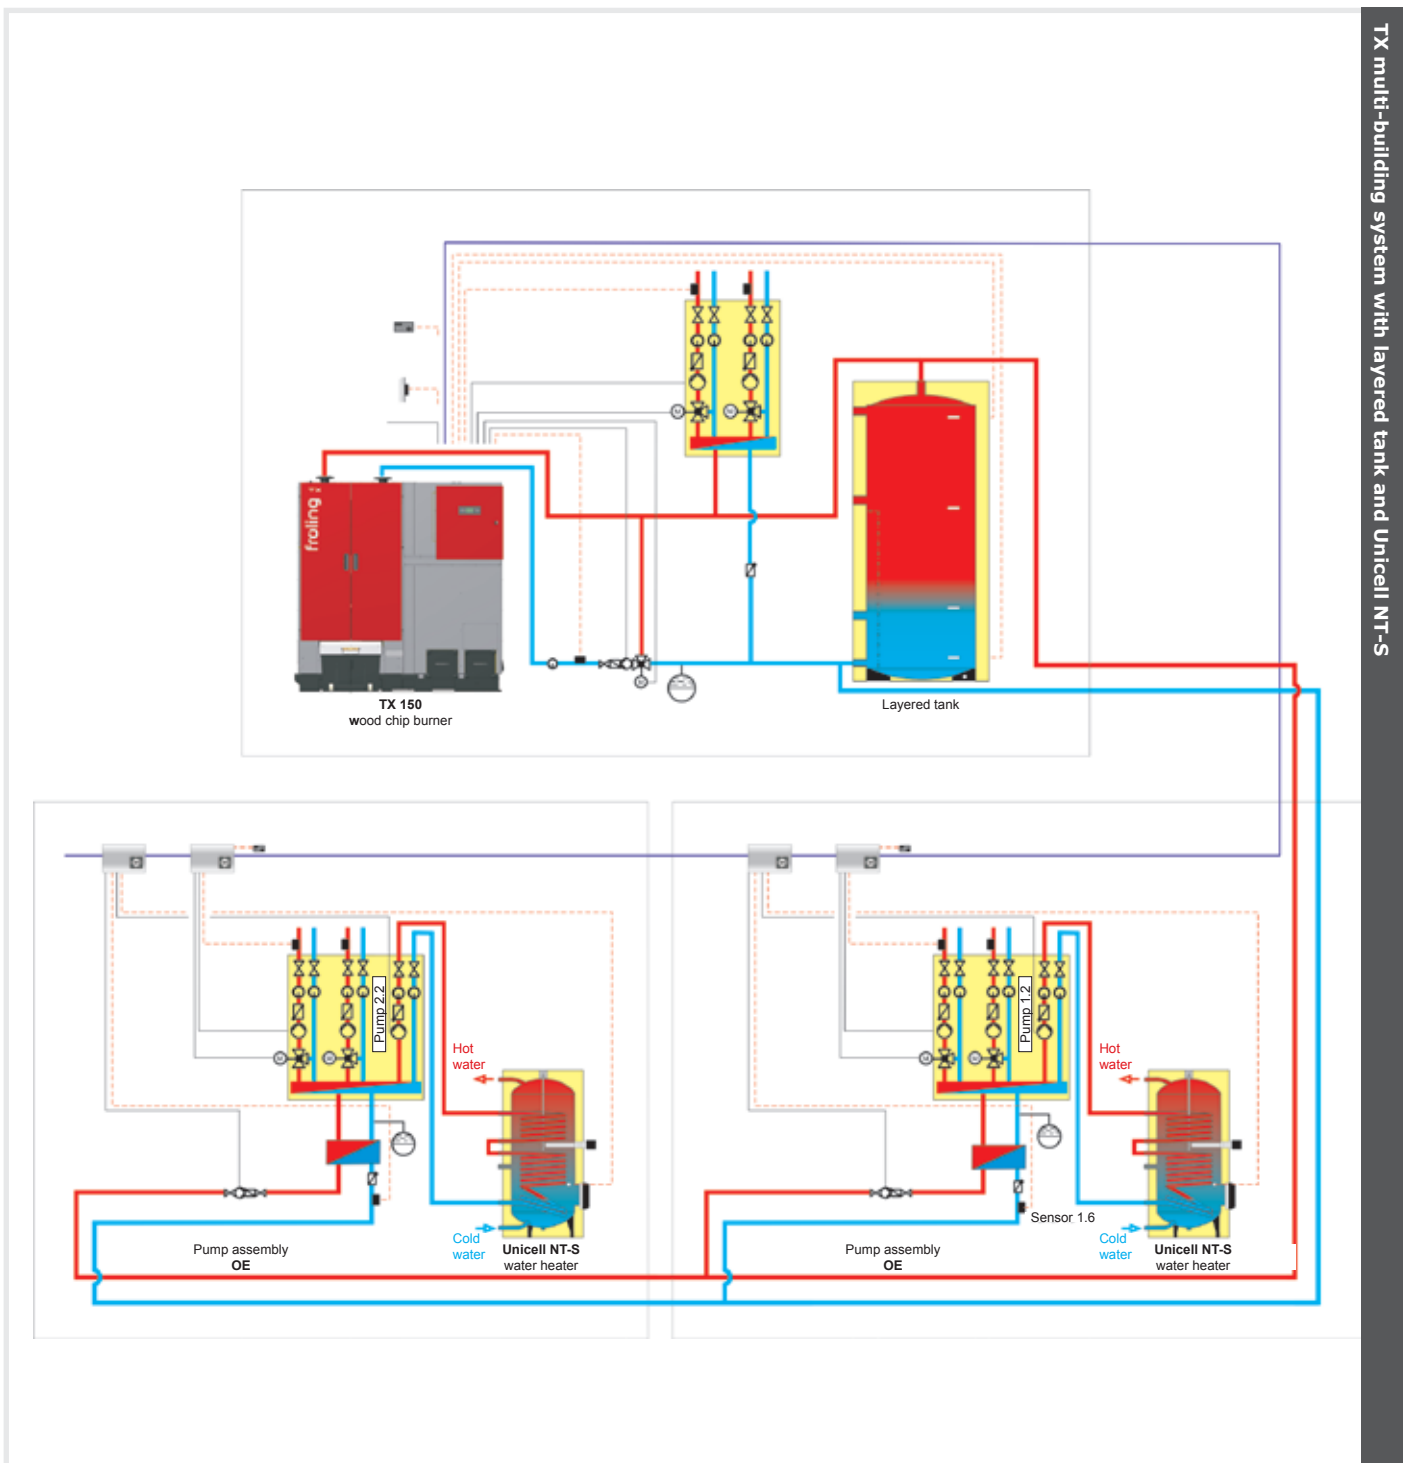 TX multi-building system with layered tank and Unicell NT-S
fraling
TX 150
wood chip burner
Layered tank
Pump 2.2
Hot
water
Cold
water
Pump assembly
OE
Unicell NT-S
water heater
Pump 1.2
Hot
water
Sensor 1.6
Cold
water
Pump assembly
OE
Unicell NT-S
water heater